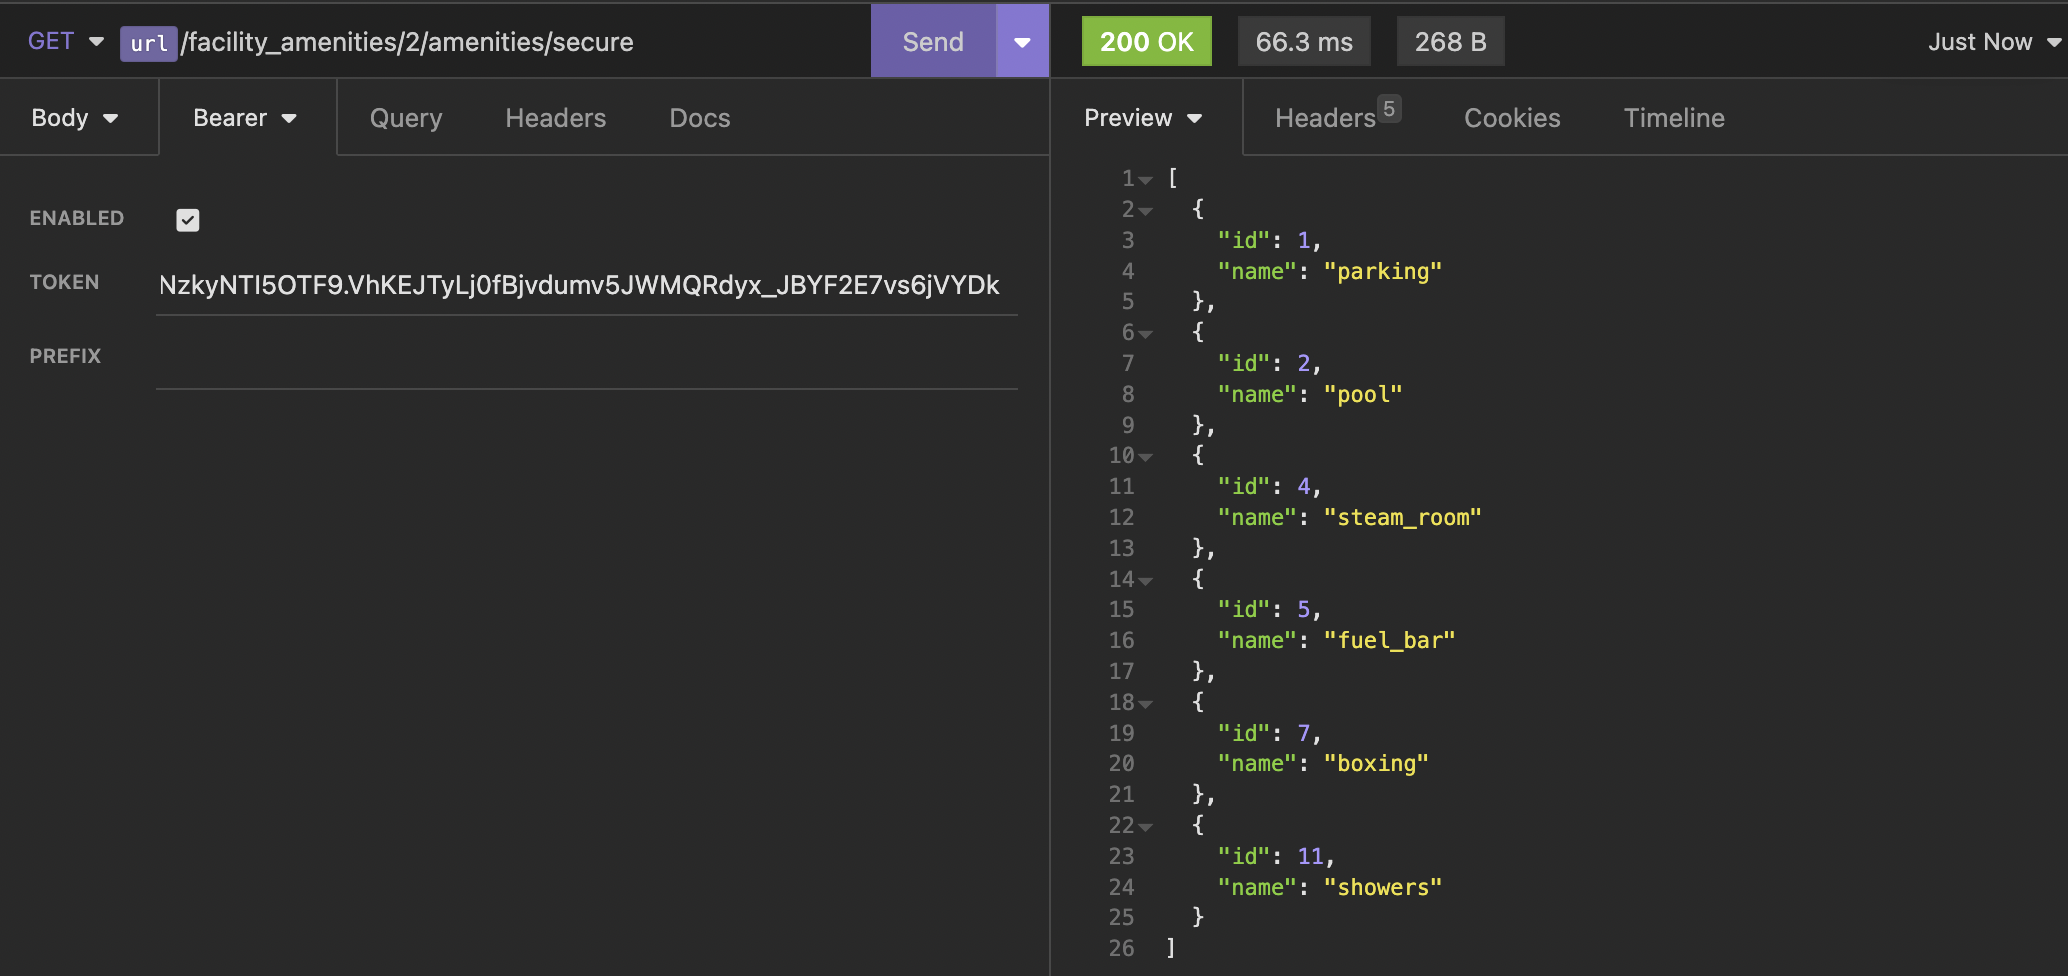 GET url/facility_amenities/2/amenities/secure Send
Body Bearer Query Headers Docs
ENABLED
TOKEN NzkyNTI5OTF9.VhKEJTyLj0fBjvdumv5JWMQRdyx_JBYF2E7vs6jVYDk
PREFIX
200 OK 66.3 ms 268 B Just Now
Preview Headers 5 Cookies Timeline
1 [
2 {
3 "id": 1,
4 "name": "parking"
5 },
6 {
7 "id": 2,
8 "name": "pool"
9 },
10 {
11 "id": 4,
12 "name": "steam_room"
13 },
14 {
15 "id": 5,
16 "name": "fuel_bar"
17 },
18 {
19 "id": 7,
20 "name": "boxing"
21 },
22 {
23 "id": 11,
24 "name": "showers"
25 }
26 ]